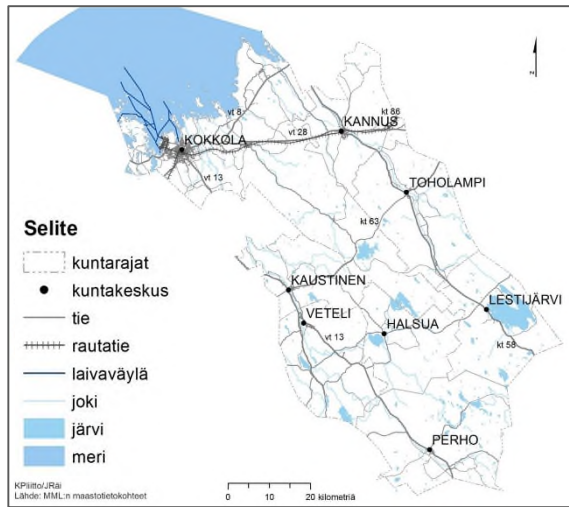 vt 8
kt 86
KANNUS
vt 28
KOKKOLA
vt 13
TOHOLAMPI
kt 63
Selite
kuntarajat
kuntakeskus
tie
rautatie
laivaväylä
joki
järvi
meri
KAUSTINEN
VETELI
vt 13
HALSUA
LESTIJÄRVI
kt 58
PERHO
KPliitto/JRäi
Lähde: MML:n maastotietokohteet
0 10 20
kilometriä